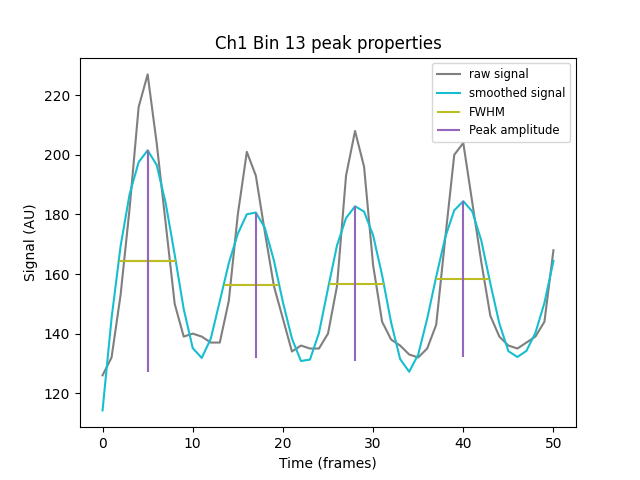 Ch1 Bin 13 peak properties
raw signal
smoothed signal
FWHM
Peak amplitude
Signal (AU)
220
200
180
160
140
120
0 10 20 30 40 50
Time (frames)